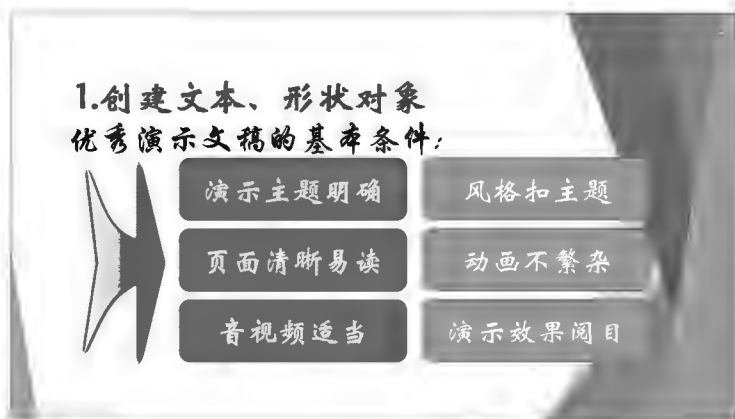 1.创建文本、形状对象
优秀演示文稿的基本条件：
演示主题明确 风格扣主题
页面清晰易读 动画不繁杂
音视频适当 演示效果阅目